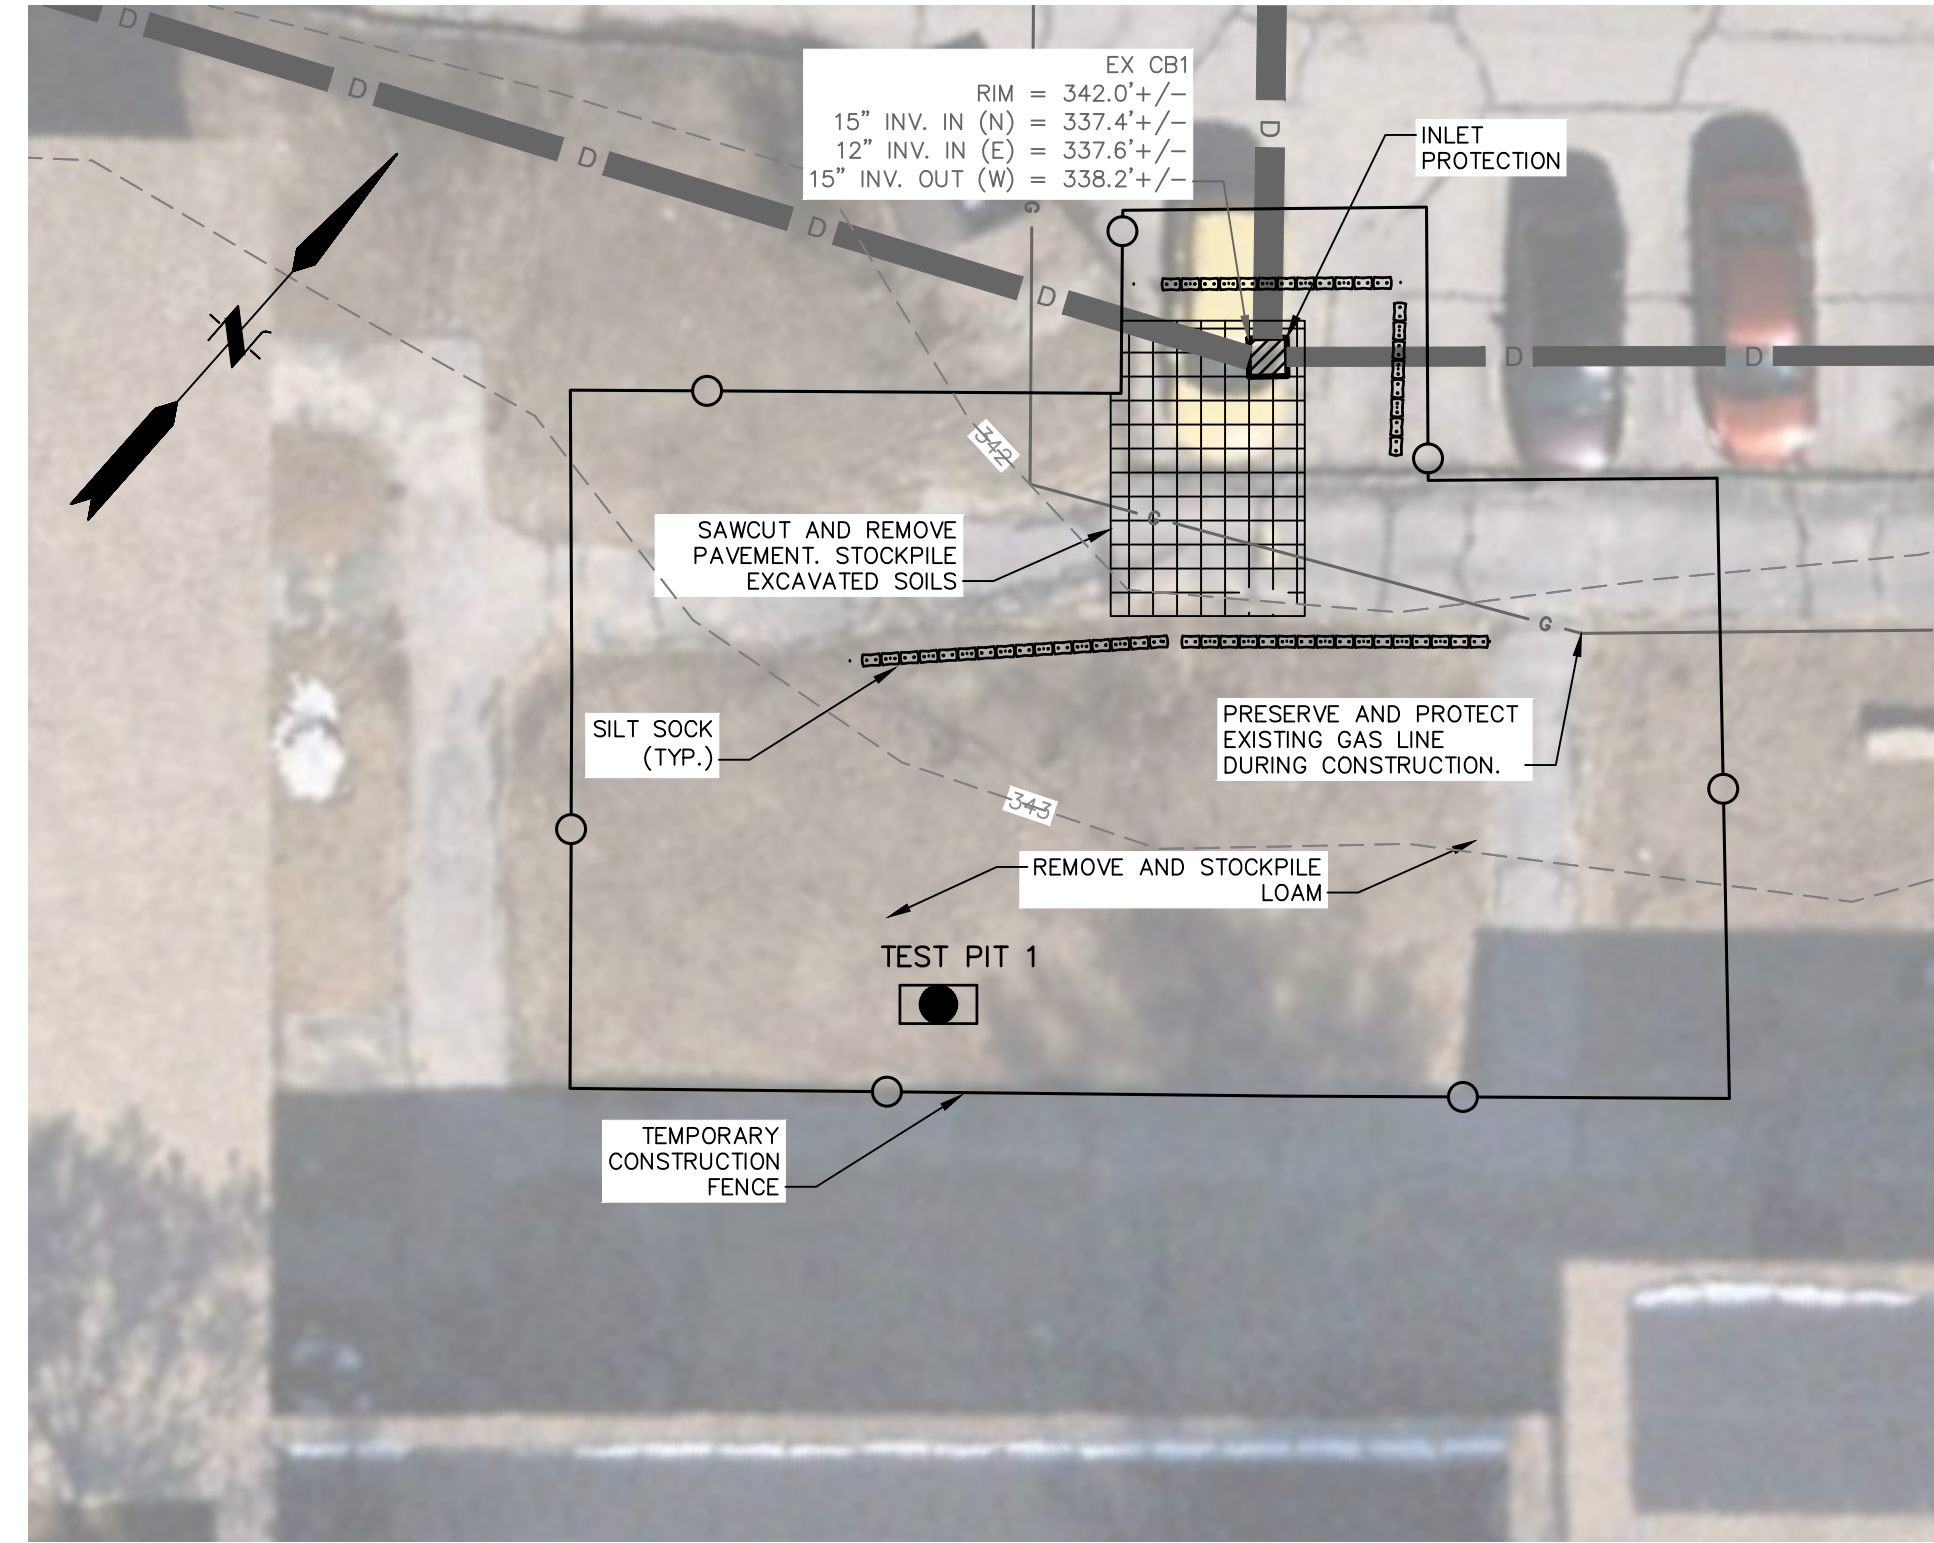 D
D
D
D
D
EX CB1
RIM = 342.0'+/-
15" INV. IN (N) = 337.4'+/-
12" INV. IN (E) = 337.6'+/-
15" INV. OUT (W) = 338.2'+/-
D
INLET
PROTECTION
G
N
D
D
342
G
SAWCUT AND REMOVE
PAVEMENT. STOCKPILE
EXCAVATED SOILS
G
SILT SOCK
(TYP.)
PRESERVE AND PROTECT
EXISTING GAS LINE
DURING CONSTRUCTION.
343
REMOVE AND STOCKPILE
LOAM
TEST PIT 1
TEMPORARY
CONSTRUCTION
FENCE